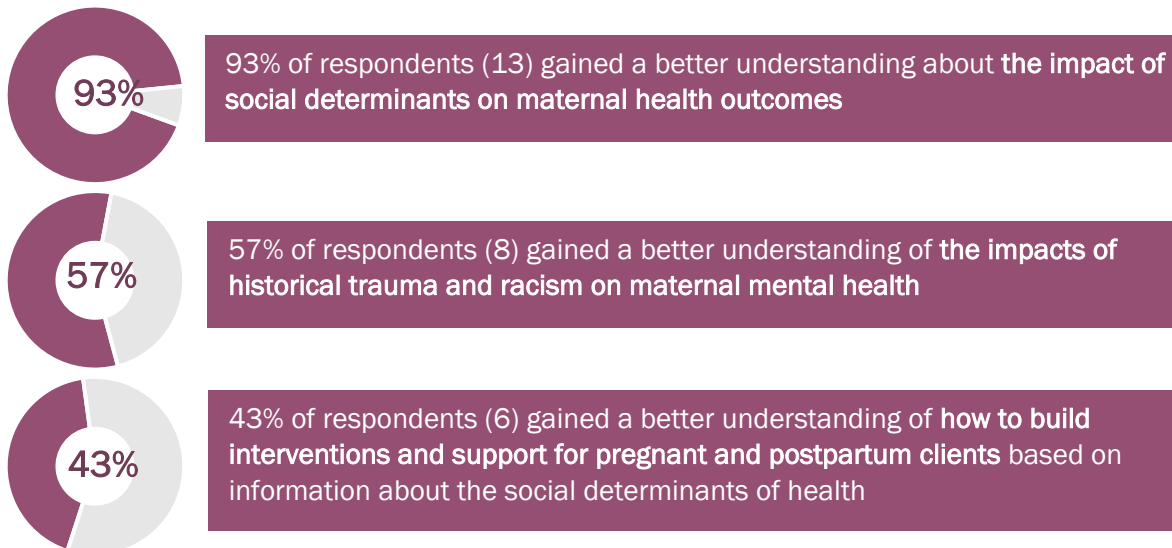 93%
93% of respondents (13) gained a better understanding about the impact of
social determinants on maternal health outcomes
57%
57% of respondents (8) gained a better understanding of the impacts of
historical trauma and racism on maternal mental health
43%
43% of respondents (6) gained a better understanding of how to build
interventions and support for pregnant and postpartum clients based on
information about the social determinants of health